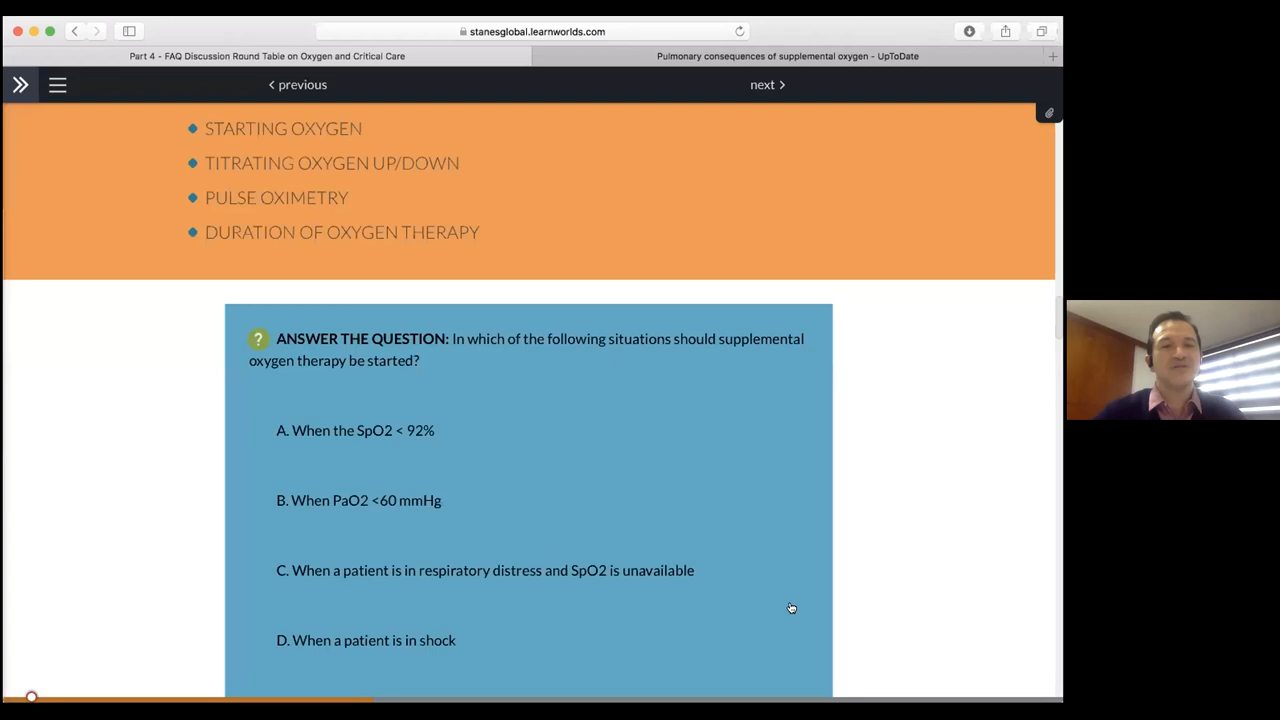 stanesglobal.learnworlds.com
Part 4 - FAQ Discussion Round Table on Oxygen and Critical Care
Pulmonary consequences of supplemental oxygen - UpToDate
previous
next
STARTING OXYGEN
TITRATING OXYGEN UP/DOWN
PULSE OXIMETRY
DURATION OF OXYGEN THERAPY
? ANSWER THE QUESTION: In which of the following situations should supplemental
oxygen therapy be started?
A. When the SpO2 < 92%
B. When PaO2 <60 mmHg
C. When a patient is in respiratory distress and SpO2 is unavailable
D. When a patient is in shock